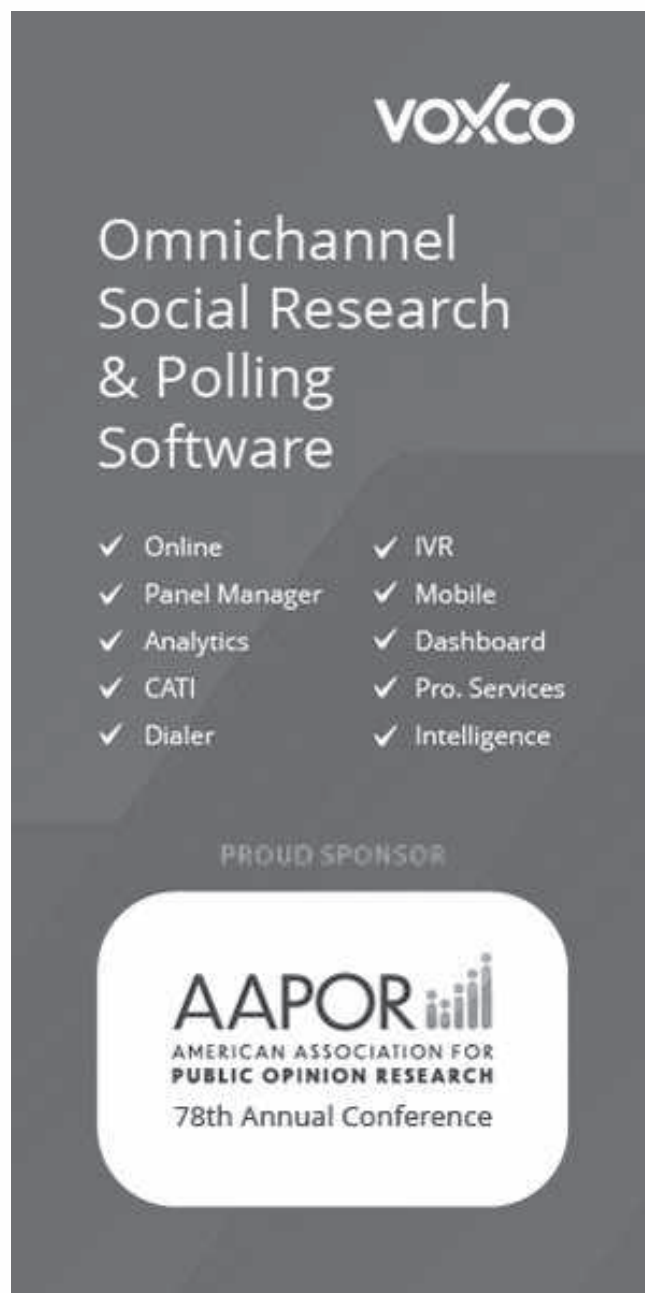 VOXCO
Omnichannel
Social Research
& Polling
Software
Online
Panel Manager
Analytics
CATI
Dialer
IVR
Mobile
Dashboard
Pro. Services
Intelligence
PROUD SPONSOR
AAPOR
AMERICAN ASSOCIATION FOR
PUBLIC OPINION RESEARCH
78th Annual Conference